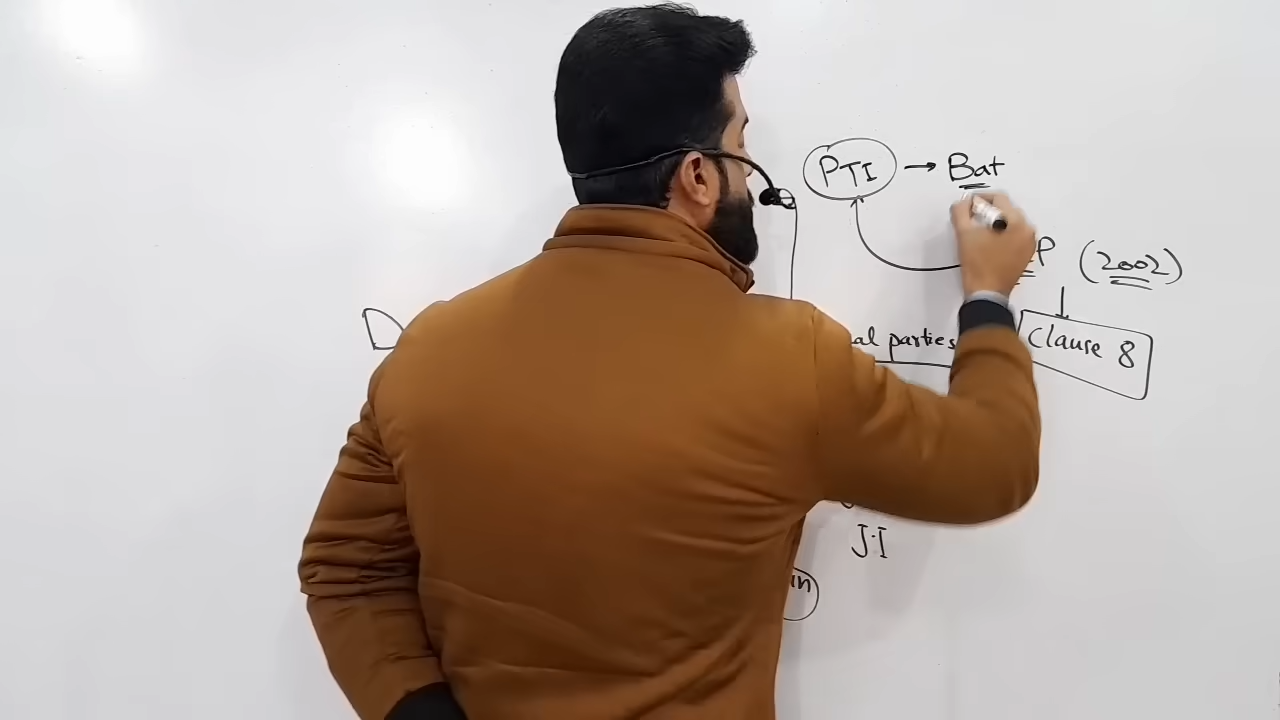 PTI → Bat
P (2002)
D al parties
Clause 8
J.I
in